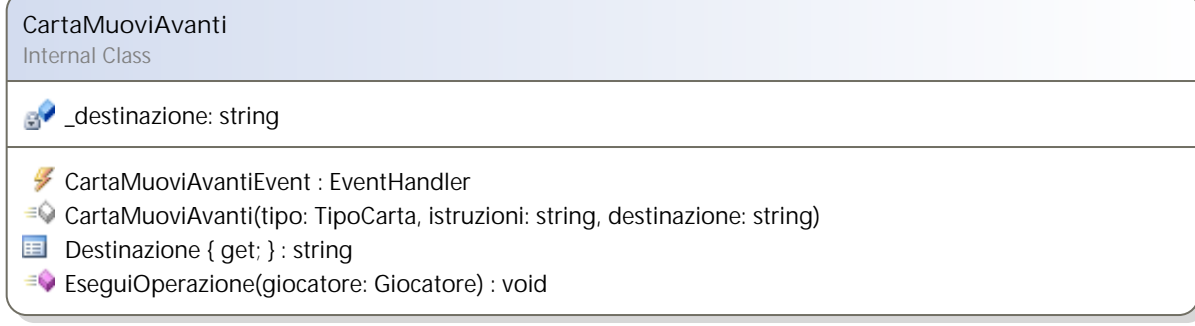 CartaMuoviAvanti
Internal Class
_destinazione: string
CartaMuoviAvantiEvent : EventHandler
CartaMuoviAvanti(tipo: TipoCarta, istruzioni: string, destinazione: string)
Destinazione { get; } : string
EseguiOperazione(giocatore: Giocatore) : void